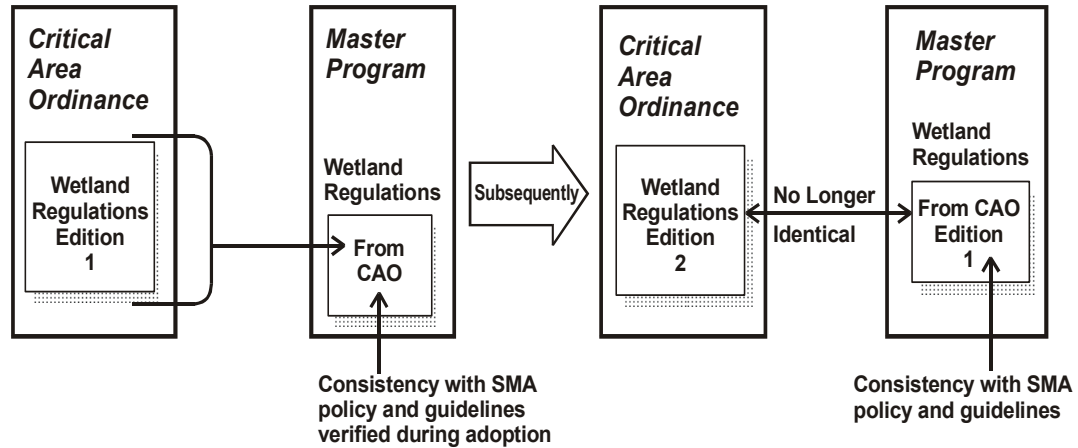 Critical
Area
Ordinance
Wetland
Regulations
Edition
1
Master
Program
Wetland
Regulations
From
CAO
Consistency with SMA
policy and guidelines
verified during adoption
Subsequently
Critical
Area
Ordinance
Wetland
Regulations
Edition
2
No Longer
Identical
Master
Program
Wetland
Regulations
From CAO
Edition
1
Consistency with SMA
policy and guidelines